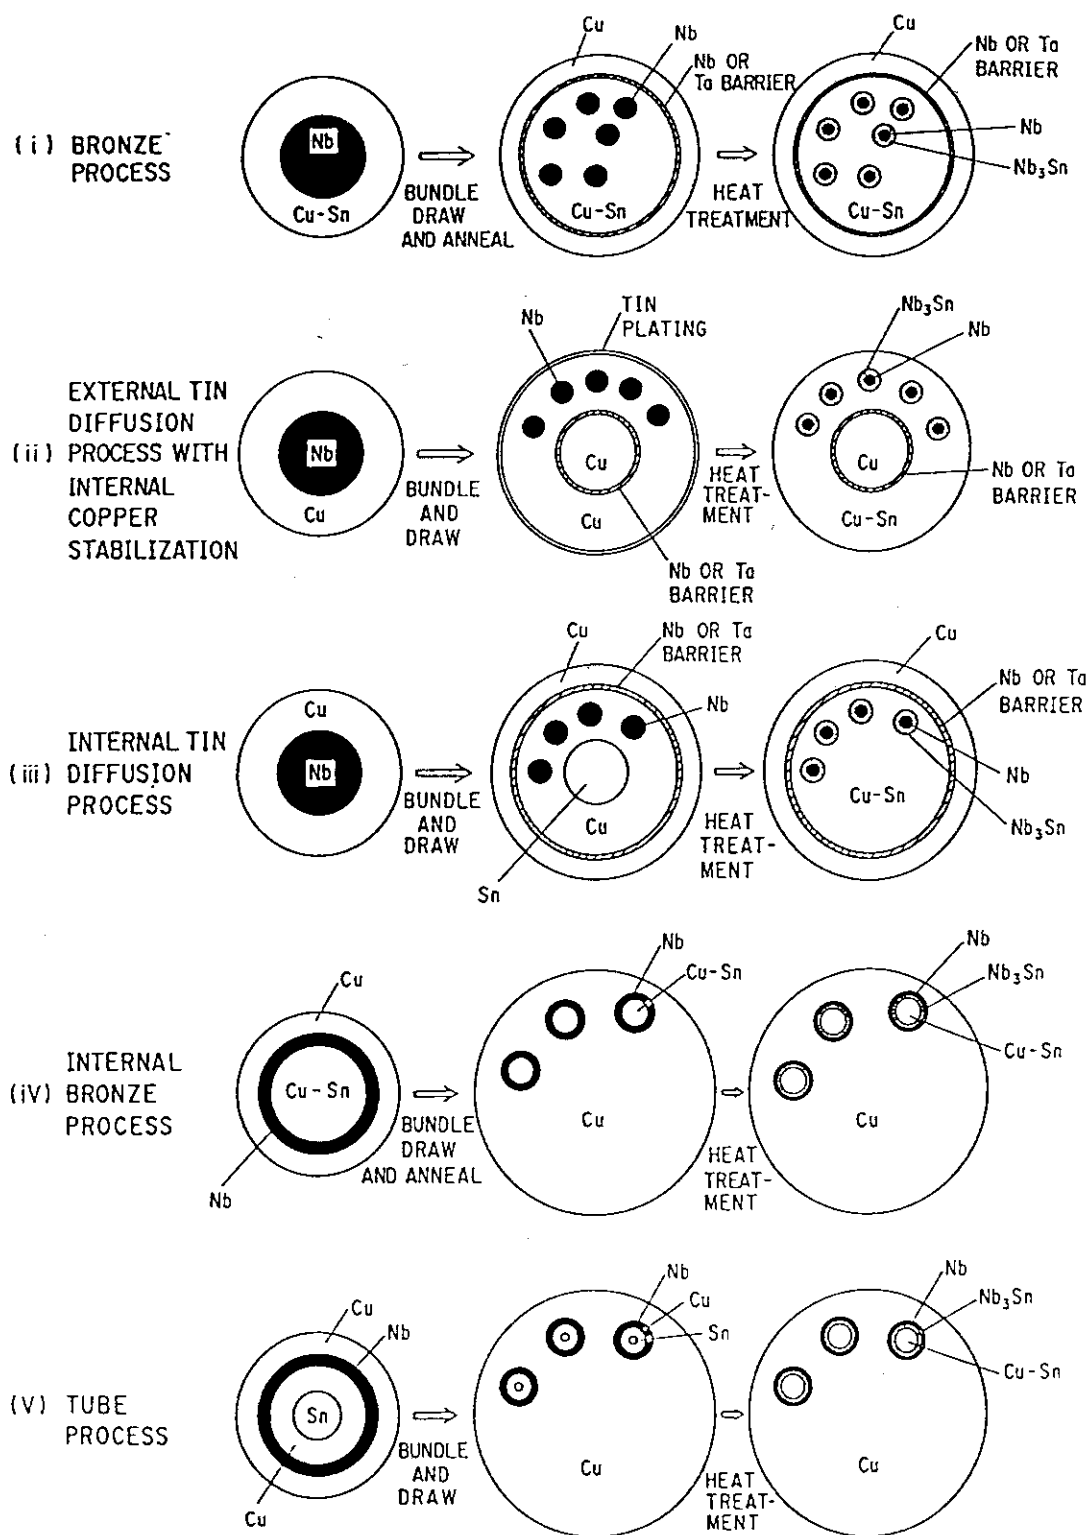 (i) BRONZE
PROCESS
Nb
Cu-Sn
BUNDLE
DRAW
AND ANNEAL
Cu
Nb
Nb OR
Ta BARRIER
Cu-Sn
HEAT
TREATMENT
Cu
Nb OR Ta
BARRIER
Nb
Nb₃Sn
Cu-Sn
EXTERNAL TIN
DIFFUSION
(ii) PROCESS WITH
INTERNAL
COPPER
STABILIZATION
Nb
Cu
BUNDLE
AND
DRAW
Nb
TIN
PLATING
Cu
Cu
Nb OR Ta
BARRIER
HEAT
TREAT-
MENT
Nb₃Sn
Nb
Cu
Nb OR Ta
BARRIER
Cu-Sn
INTERNAL TIN
(iii) DIFFUSION
PROCESS
Cu
Nb
BUNDLE
AND
DRAW
Cu
Nb OR Ta
BARRIER
Nb
Cu
Sn
HEAT
TREAT-
MENT
Cu
Nb OR Ta
BARRIER
Nb
Cu-Sn
Nb₃Sn
INTERNAL
(iV) BRONZE
PROCESS
Cu
Cu-Sn
Nb
BUNDLE
DRAW
AND ANNEAL
Nb
Cu-Sn
Cu
HEAT
TREAT-
MENT
Nb
Nb₃Sn
Cu-Sn
Cu
(V) TUBE
PROCESS
Cu
Nb
Sn
Cu
BUNDLE
AND
DRAW
Nb
Cu
Sn
Cu
HEAT
TREAT-
MENT
Nb
Nb₃Sn
Cu-Sn
Cu